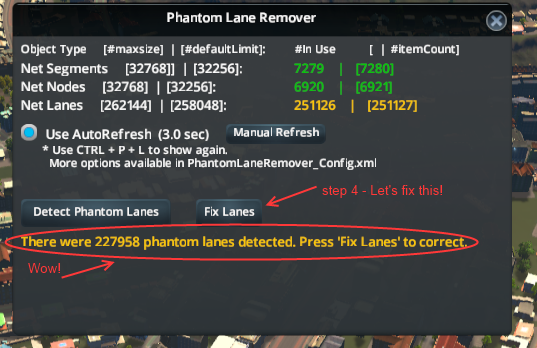 Phantom Lane Remover
Object Type [#maxsize] | [#defaultLimit]: #In Use [ | #itemCount]
Net Segments [32768]] | [32256]: 7279 | [7280]
Net Nodes [32768] | [32256]: 6920 | [6921]
Net Lanes [262144] | [258048]: 251126 | [251127]
Use AutoRefresh (3.0 sec) Manual Refresh
* Use CTRL + P + L to show again.
More options available in PhantomLaneRemover_Config.xml
step 4 - Let's fix this!
Detect Phantom Lanes Fix Lanes
There were 227958 phantom lanes detected. Press 'Fix Lanes' to correct.
Wow!